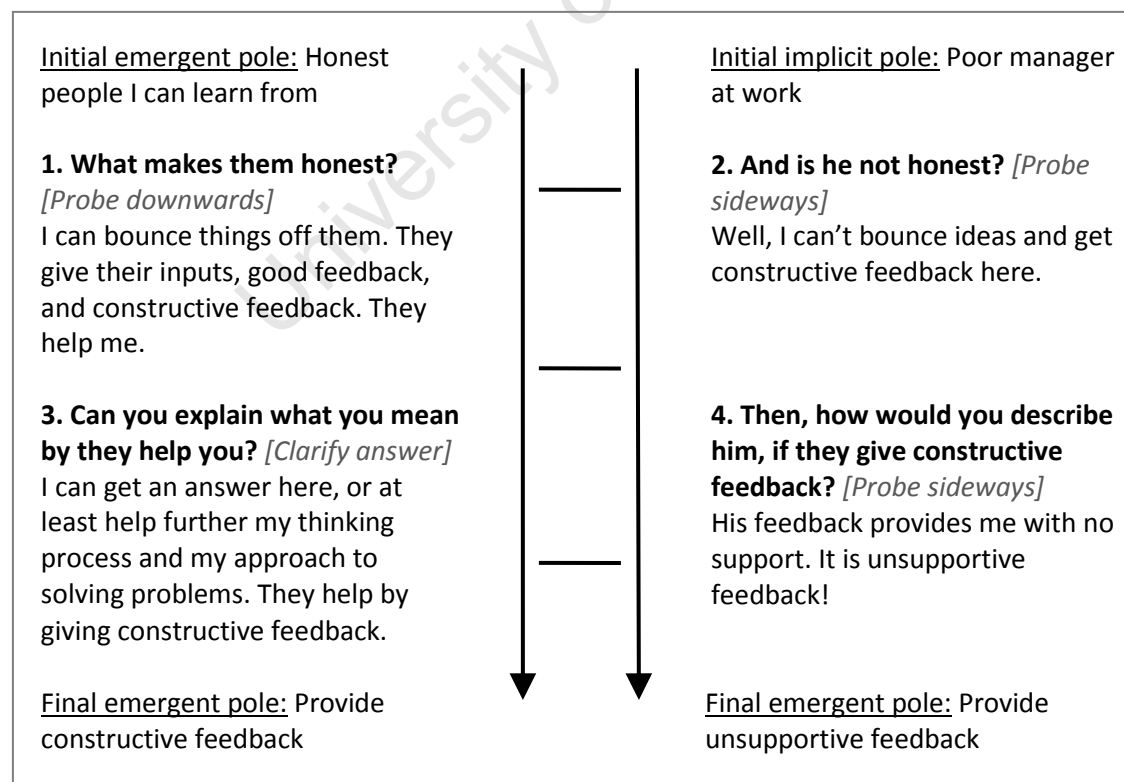 Initial emergent pole: Honest
people I can learn from
1. What makes them honest?
[Probe downwards]
I can bounce things off them. They
give their inputs, good feedback,
and constructive feedback. They
help me.
3. Can you explain what you mean
by they help you? [Clarify answer]
I can get an answer here, or at
least help further my thinking
process and my approach to
solving problems. They help by
giving constructive feedback.
Final emergent pole: Provide
constructive feedback
Initial implicit pole: Poor manager
at work
2. And is he not honest? [Probe
sideways]
Well, I can’t bounce ideas and get
constructive feedback here.
4. Then, how would you describe
him, if they give constructive
feedback? [Probe sideways]
His feedback provides me with no
support. It is unsupportive
feedback!
Final emergent pole: Provide
unsupportive feedback
University